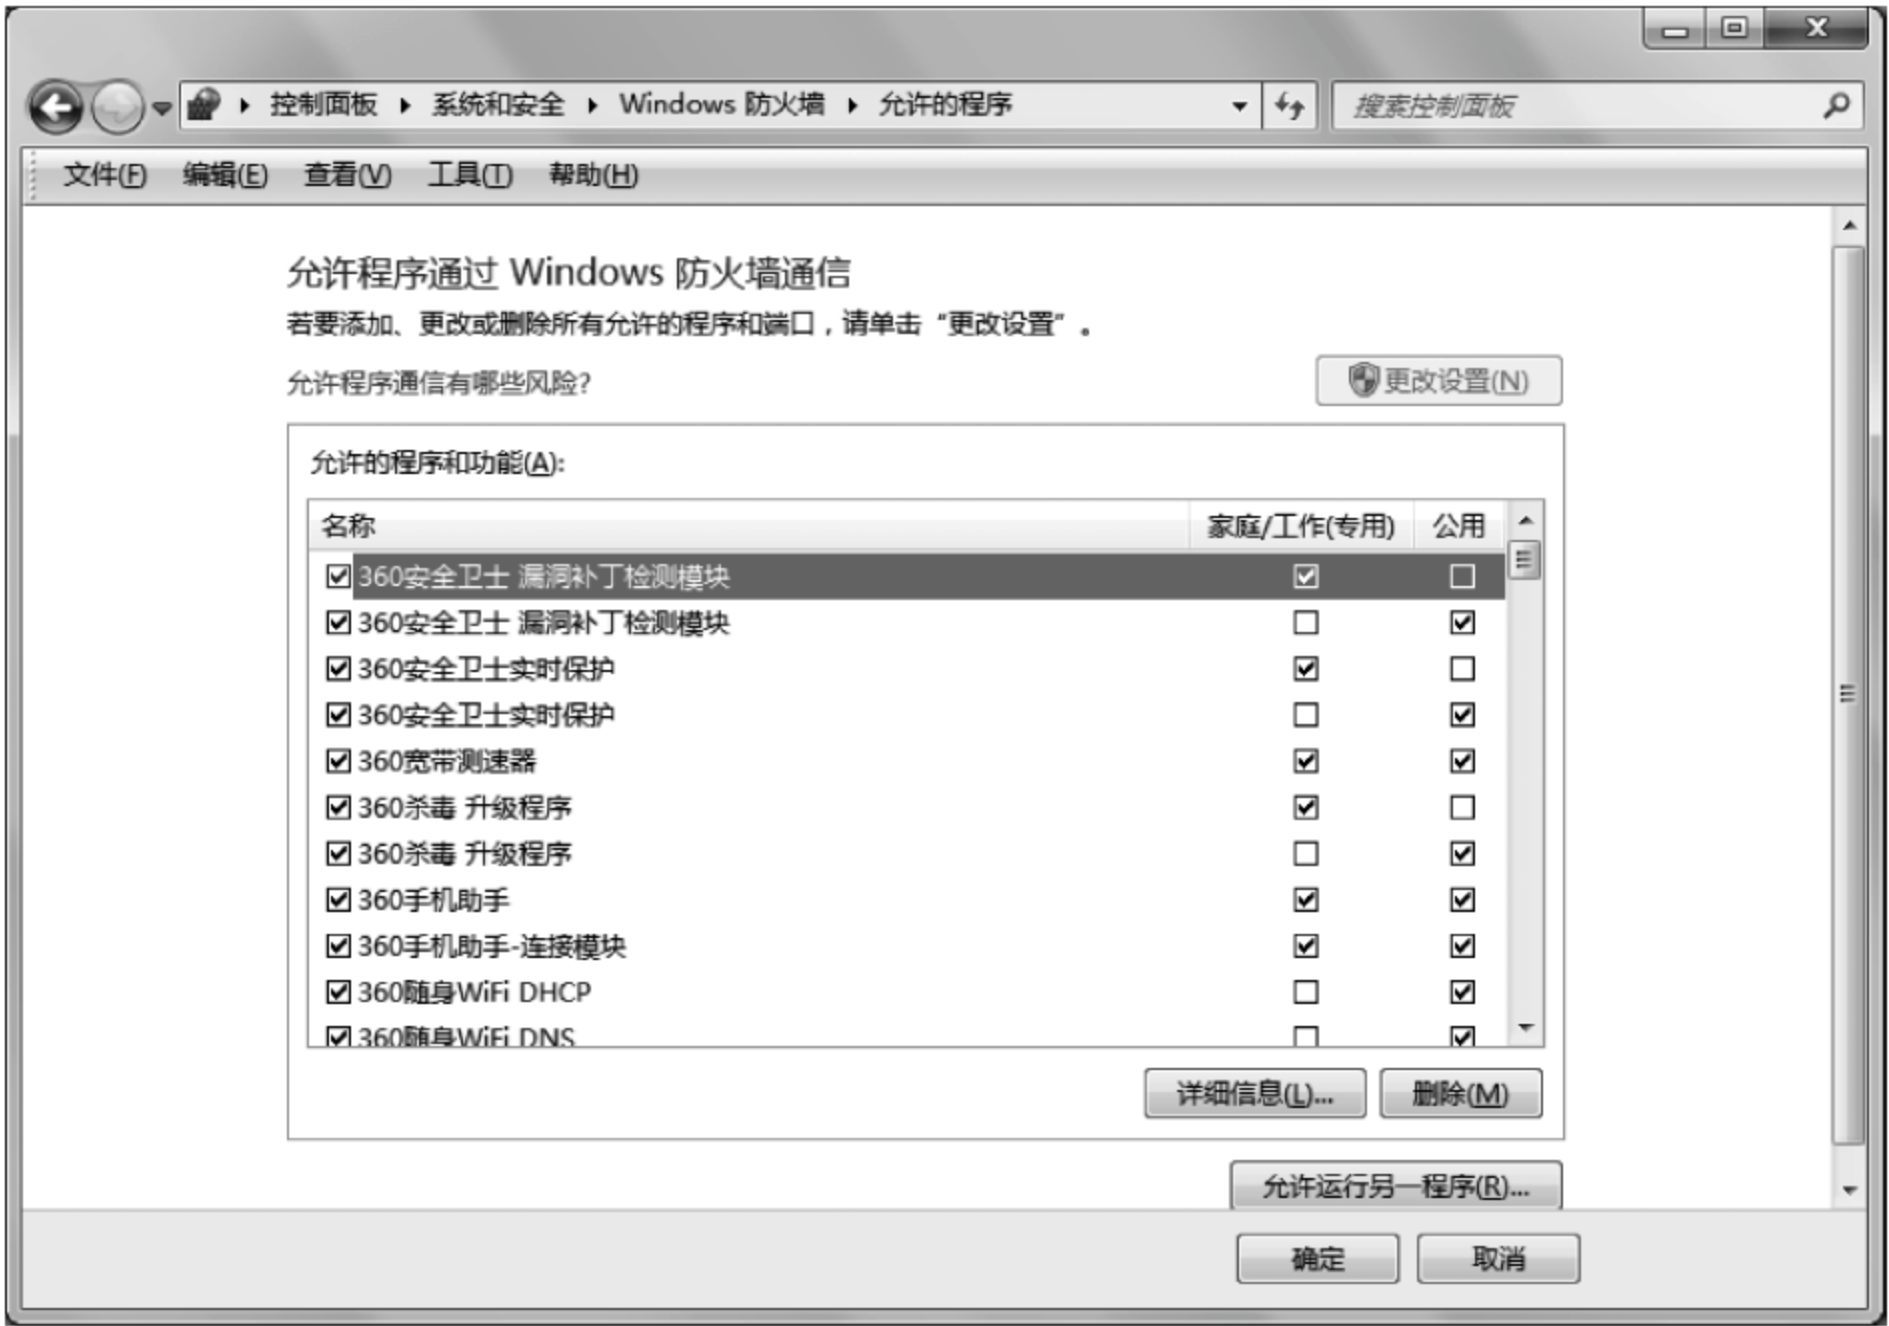 控制面板 系统和安全 Windows 防火墙 允许的程序 搜索控制面板
文件(F) 编辑(E) 查看(V) 工具(T) 帮助(H)
允许程序通过 Windows 防火墙通信
若要添加、更改或删除所有允许的程序和端口，请单击“更改设置”。
允许程序通信有哪些风险?
更改设置(N)
允许的程序和功能(A):
名称 家庭/工作(专用) 公用
360安全卫士 漏洞补丁检测模块
360安全卫士 漏洞补丁检测模块
360安全卫士实时保护
360安全卫士实时保护
360宽带测速器
360杀毒 升级程序
360杀毒 升级程序
360手机助手
360手机助手-连接模块
360随身WiFi DHCP
360随身WiFi DNS
详细信息(L)... 删除(M)
允许运行另一程序(R)...
确定 取消